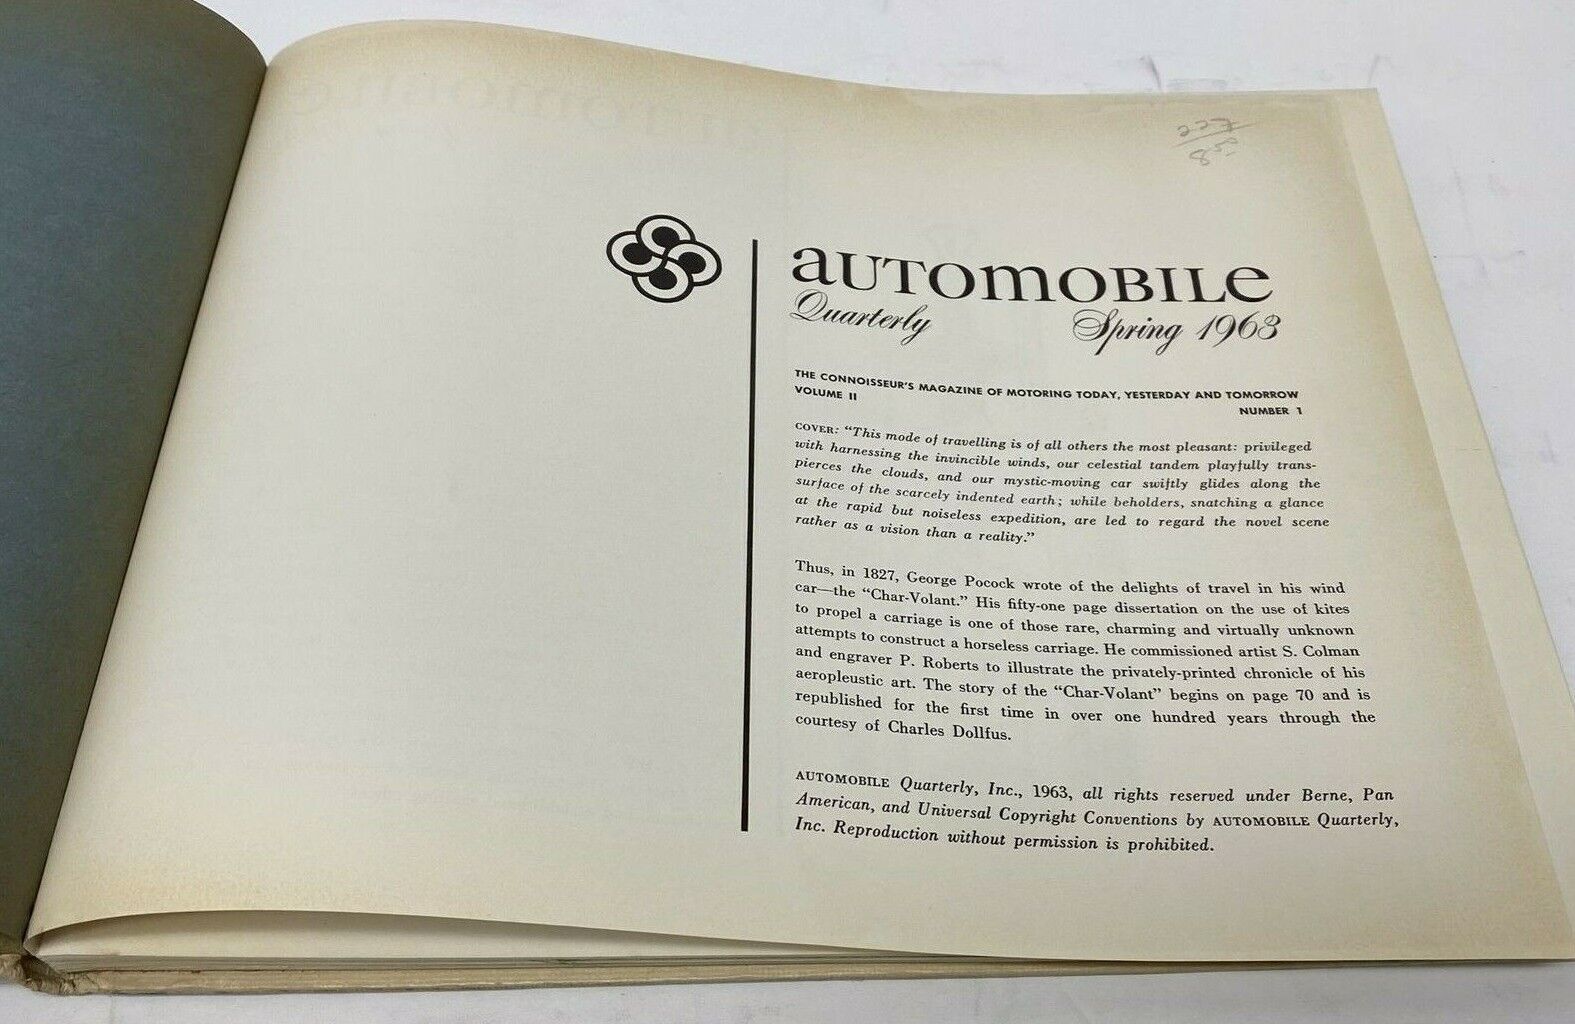 227
85.
aUTOmOBILe
Quarterly Spring 1963
THE CONNOISSEUR'S MAGAZINE OF MOTORING TODAY, YESTERDAY AND TOMORROW
VOLUME II NUMBER 1
COVER: "This mode of travelling is of all others the most pleasant: privileged
with harnessing the invincible winds, our celestial tandem playfully trans-
pierces the clouds, and our mystic-moving car swiftly glides along the
surface of the scarcely indented earth; while beholders, snatching a glance
at the rapid but noiseless expedition, are led to regard the novel scene
rather as a vision than a reality."
Thus, in 1827, George Pocock wrote of the delights of travel in his wind
car—the "Char-Volant." His fifty-one page dissertation on the use of kites
to propel a carriage is one of those rare, charming and virtually unknown
attempts to construct a horseless carriage. He commissioned artist S. Colman
and engraver P. Roberts to illustrate the privately-printed chronicle of his
aeropleustic art. The story of the "Char-Volant" begins on page 70 and is
republished for the first time in over one hundred years through the
courtesy of Charles Dollfus.
AUTOMOBILE Quarterly, Inc., 1963, all rights reserved under Berne, Pan
American, and Universal Copyright Conventions by AUTOMOBILE Quarterly,
Inc. Reproduction without permission is prohibited.